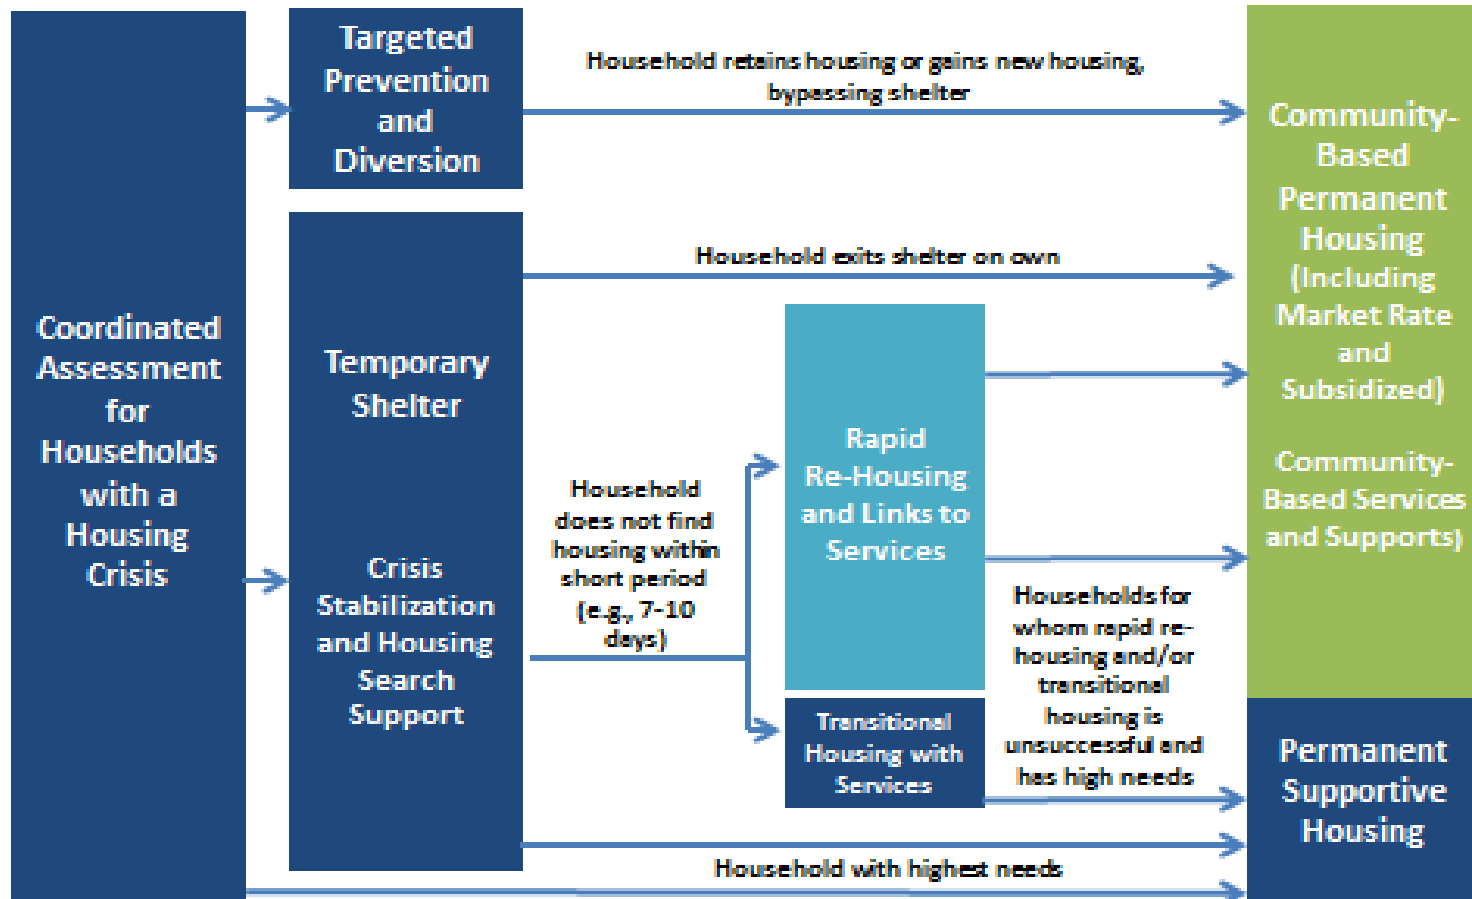 Coordinated
Assessment
for
Households
with a
Housing
Crisis
Targeted
Prevention
and
Diversion
Household retains housing or gains new housing,
bypassing shelter
Temporary
Shelter
Crisis
Stabilization
and Housing
Search
Support
Household exits shelter on own
Household
does not find
housing within
short period
(e.g., 7-10
days)
Rapid
Re-Housing
and Links to
Services
Transitional
Housing with
Services
Households for
whom rapid re-
housing and/or
transitional
housing is
unsuccessful and
has high needs
Household with highest needs
Community-
Based
Permanent
Housing
(Including
Market Rate
and
Subsidized)
Community-
Based Services
and Supports)
Permanent
Supportive
Housing